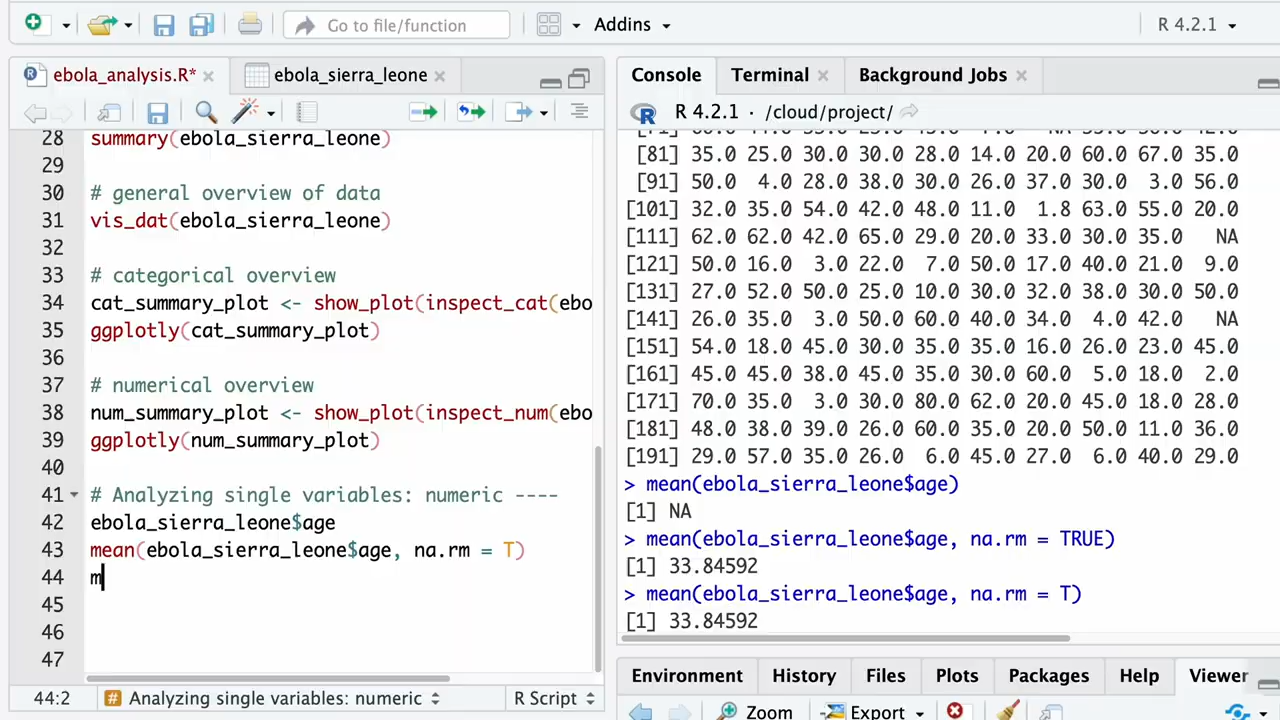 Go to file/function
Addins
R 4.2.1
ebola_analysis.R*
ebola_sierra_leone
28 summary(ebola_sierra_leone)
29
30 # general overview of data
31 vis_dat(ebola_sierra_leone)
32
33 # categorical overview
34 cat_summary_plot <- show_plot(inspect_cat(ebo
35 ggplotly(cat_summary_plot)
36
37 # numerical overview
38 num_summary_plot <- show_plot(inspect_num(ebo
39 ggplotly(num_summary_plot)
40
41 # Analyzing single variables: numeric ----
42 ebola_sierra_leone$age
43 mean(ebola_sierra_leone$age, na.rm = T)
44 m
45
46
47
44:2 # Analyzing single variables: numeric R Script
Console Terminal Background Jobs
R R 4.2.1 · /cloud/project/
[81] 35.0 25.0 30.0 30.0 28.0 14.0 20.0 60.0 67.0 35.0
[91] 50.0 4.0 28.0 38.0 30.0 26.0 37.0 30.0 3.0 56.0
[101] 32.0 35.0 54.0 42.0 48.0 11.0 1.8 63.0 55.0 20.0
[111] 62.0 62.0 42.0 65.0 29.0 20.0 33.0 30.0 35.0 NA
[121] 50.0 16.0 3.0 22.0 7.0 50.0 17.0 40.0 21.0 9.0
[131] 27.0 52.0 50.0 25.0 10.0 30.0 32.0 38.0 30.0 50.0
[141] 26.0 35.0 3.0 50.0 60.0 40.0 34.0 4.0 42.0 NA
[151] 54.0 18.0 45.0 30.0 35.0 35.0 16.0 26.0 23.0 45.0
[161] 45.0 45.0 38.0 45.0 35.0 30.0 60.0 5.0 18.0 2.0
[171] 70.0 35.0 3.0 30.0 80.0 62.0 20.0 45.0 18.0 28.0
[181] 48.0 38.0 39.0 26.0 60.0 35.0 20.0 50.0 11.0 36.0
[191] 29.0 57.0 35.0 26.0 6.0 45.0 27.0 6.0 40.0 29.0
> mean(ebola_sierra_leone$age)
[1] NA
> mean(ebola_sierra_leone$age, na.rm = TRUE)
[1] 33.84592
> mean(ebola_sierra_leone$age, na.rm = T)
[1] 33.84592
Environment History Files Plots Packages Help Viewer
Zoom Export